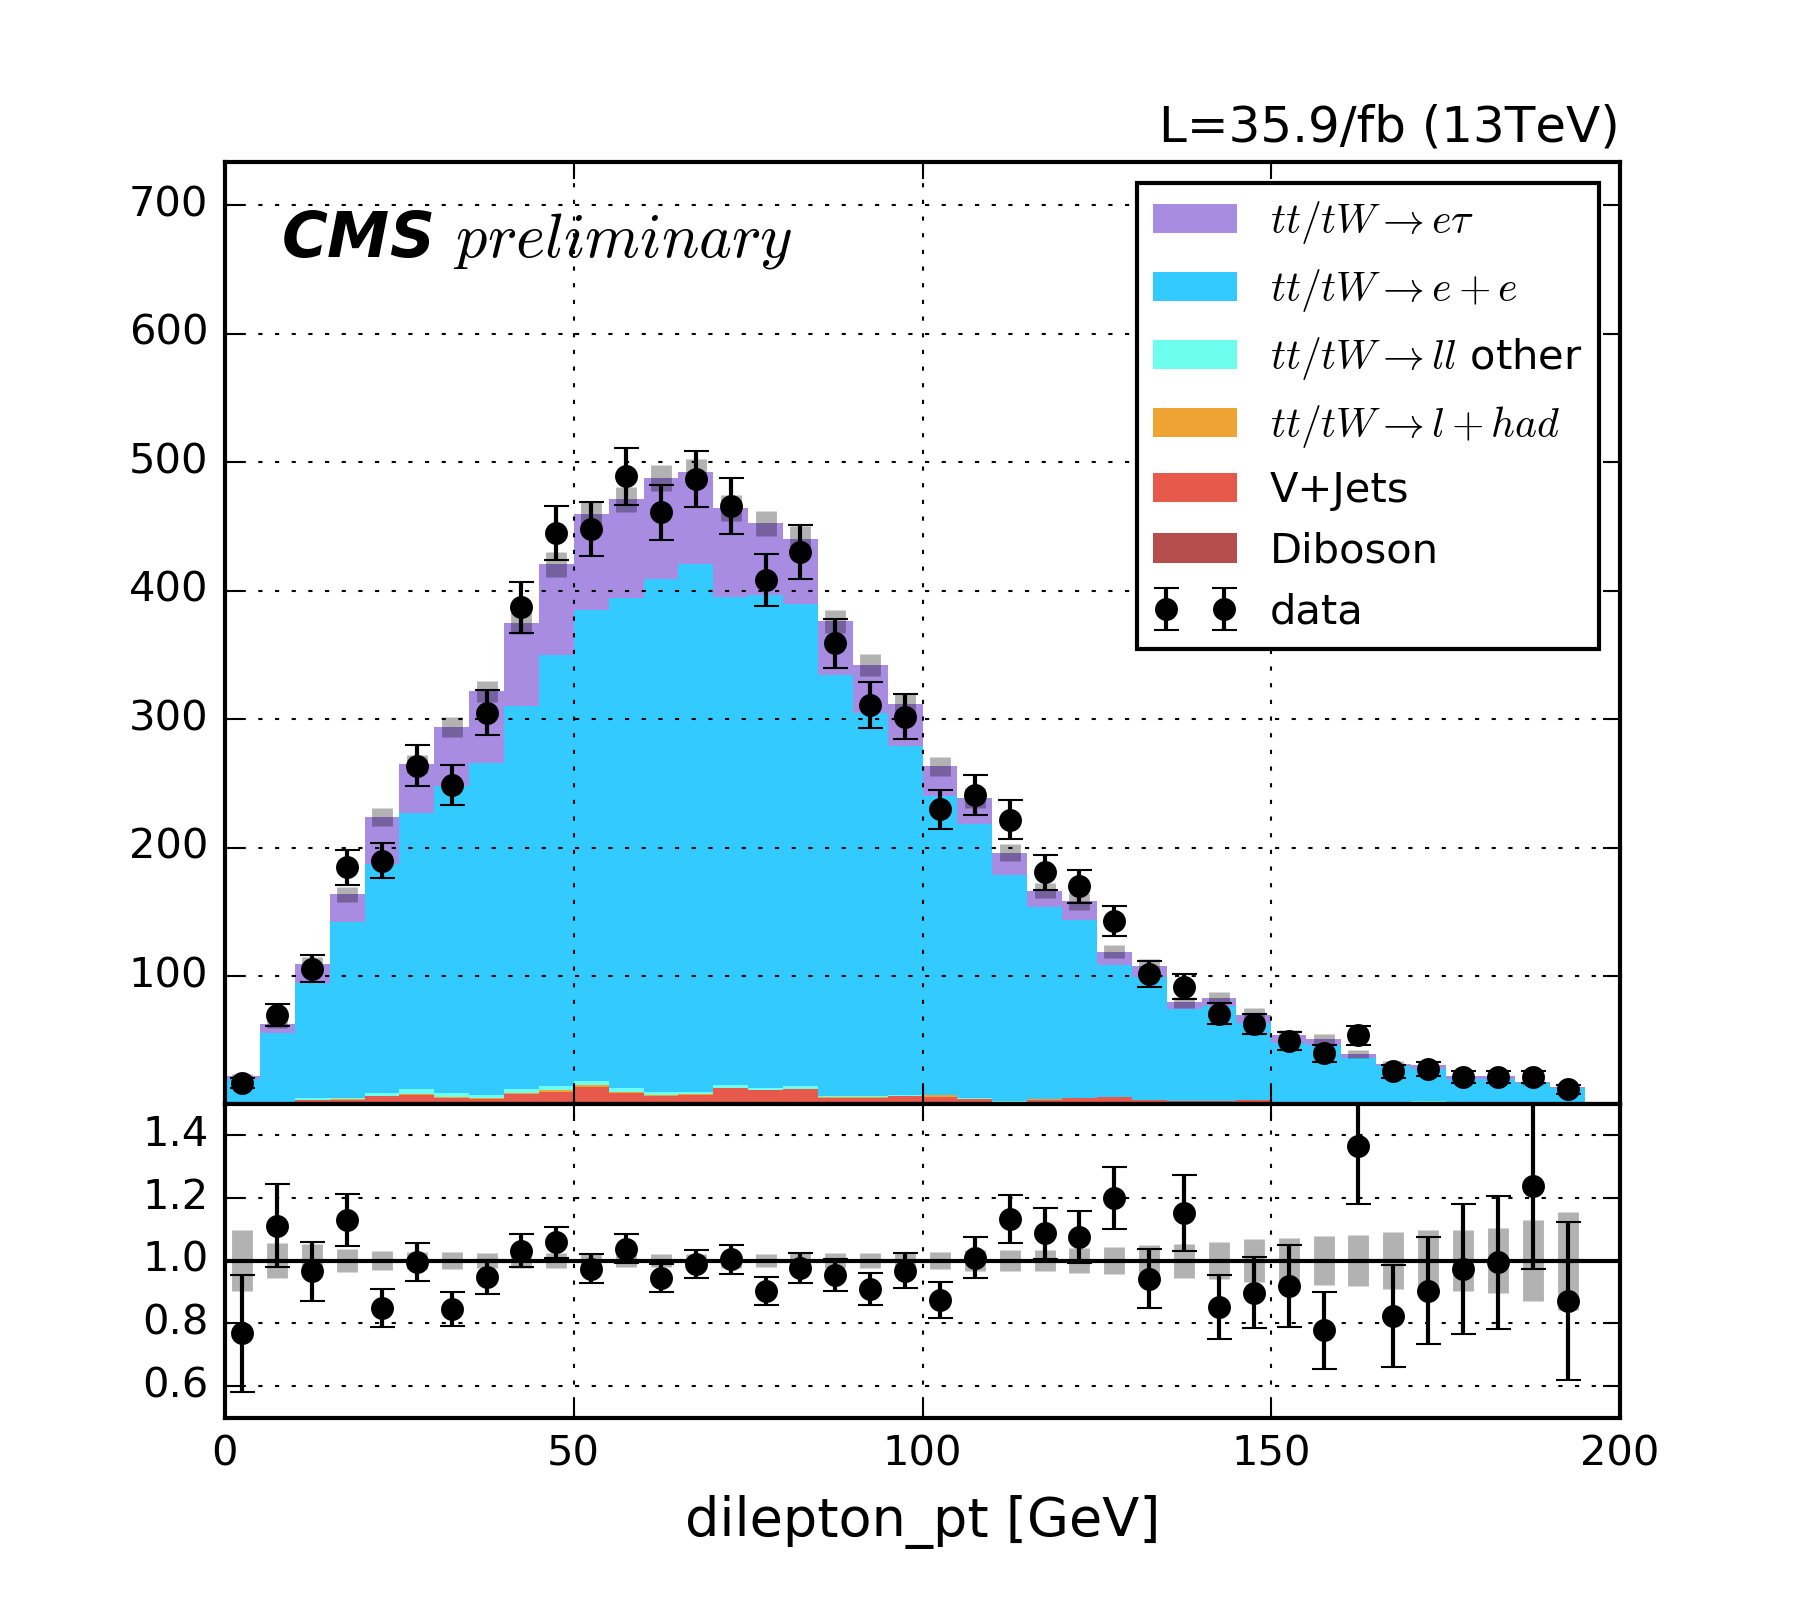 L=35.9/fb (13TeV)
CMS preliminary
700
600
500
400
300
200
100
tt/tW → eτ
tt/tW → e + e
tt/tW → ll other
tt/tW → l + had
V+Jets
Diboson
data
1.4
1.2
1.0
0.8
0.6
0 50 100 150 200
dilepton_pt [GeV]